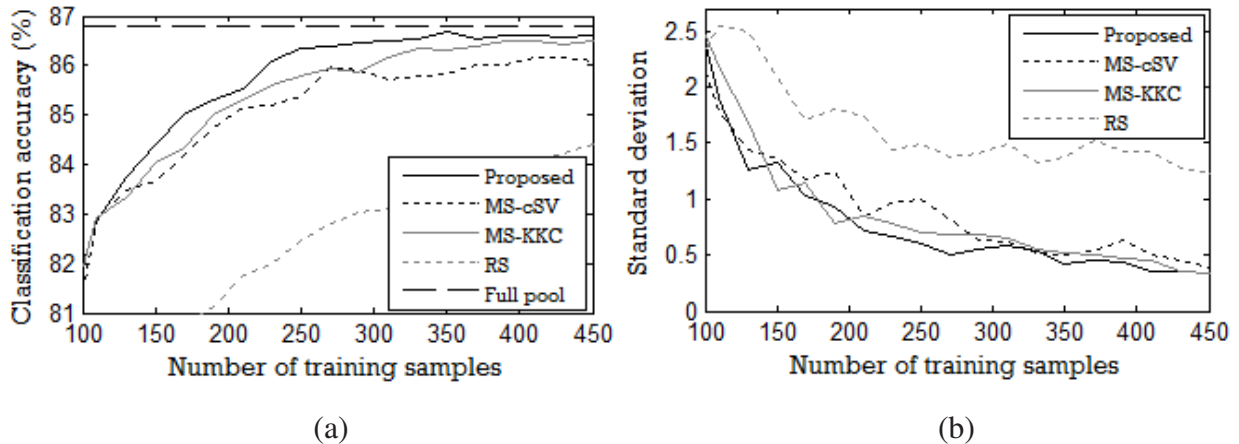 Classification accuracy (%)
87
86
85
84
83
82
81
100
150
200
250
300
350
400
450
Number of training samples
Proposed
MS-cSV
MS-KKC
RS
Full pool
(a)
Standard deviation
2.5
2
1.5
1
0.5
0
100
150
200
250
300
350
400
450
Number of training samples
Proposed
MS-cSV
MS-KKC
RS
(b)